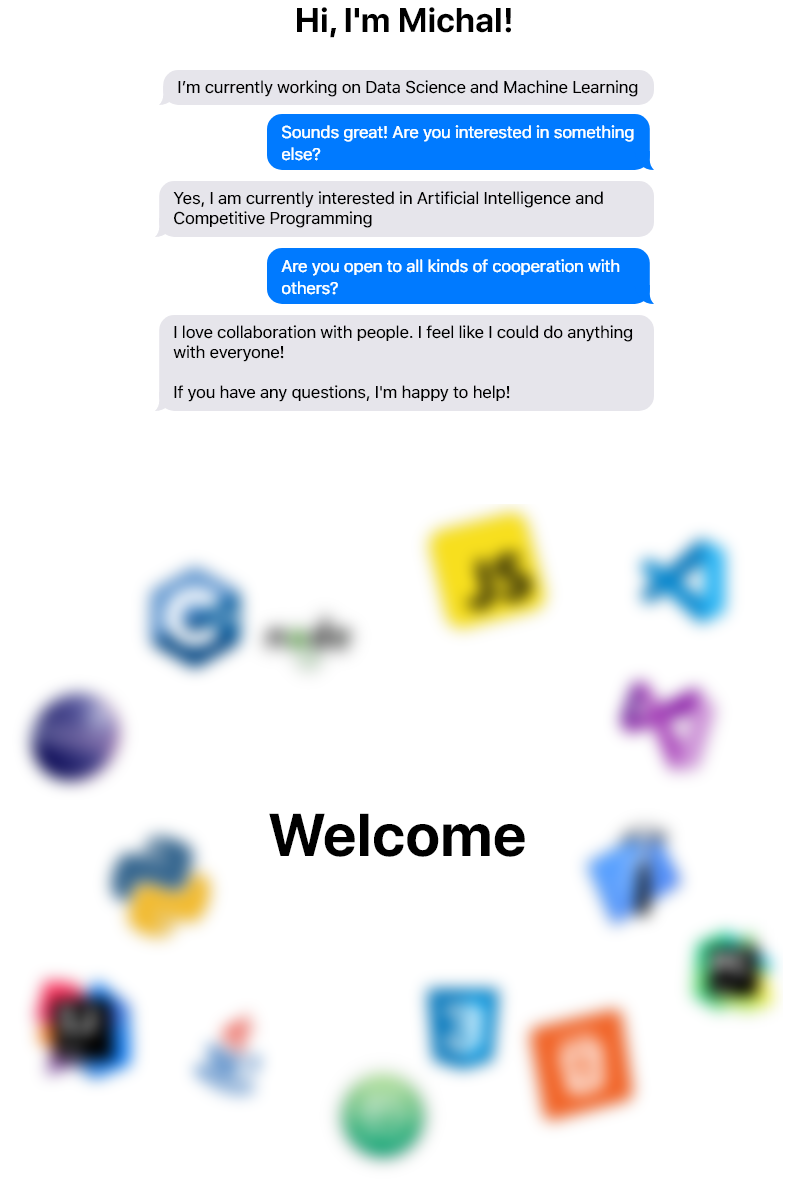 Hi, I'm Michal!
I’m currently working on Data Science and Machine Learning
Sounds great! Are you interested in something
else?
Yes, I am currently interested in Artificial Intelligence and
Competitive Programming
Are you open to all kinds of cooperation with
others?
I love collaboration with people. I feel like I could do anything
with everyone!
If you have any questions, I'm happy to help!
JS
node
Welcome